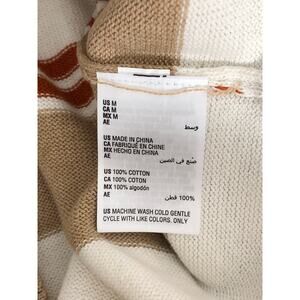 US M
CA M
MX M
AE وسط
US MADE IN CHINA
CA FABRIQUÉ EN CHINE
MX HECHO EN CHINA
صنع في الصين
AE
US 100% COTTON
CA 100% COTON
MX 100% algodón
AE 100% قطن
US MACHINE WASH COLD GENTLE
CYCLE WITH LIKE COLORS. ONLY